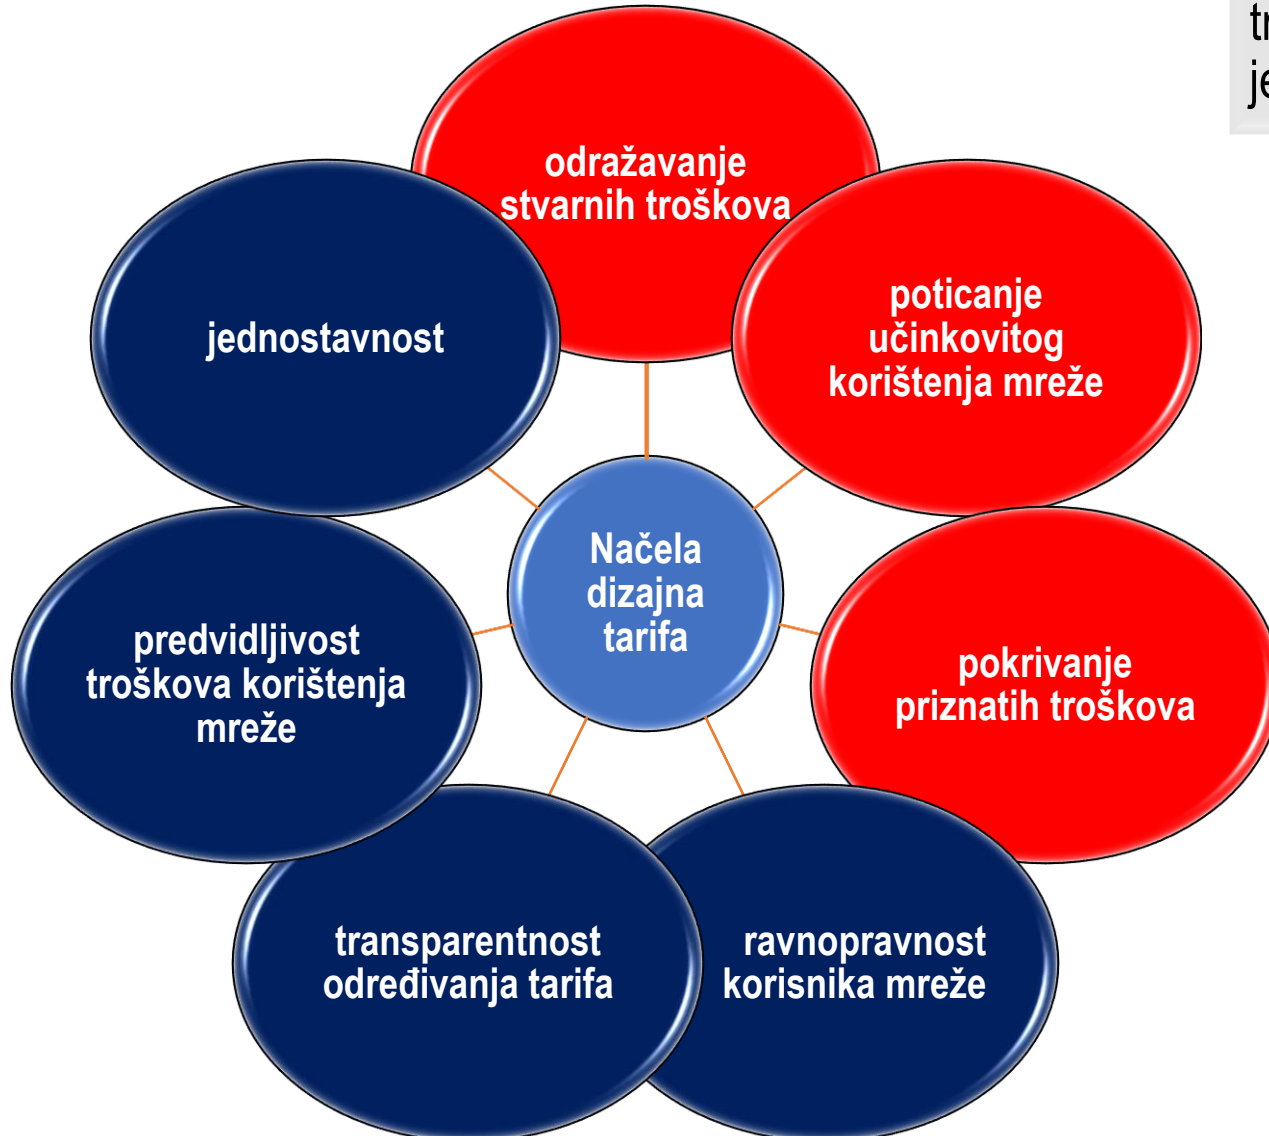 odražavanje
stvarnih troškova
poticanje
učinkovitog
korištenja mreže
pokrivanje
priznatih troškova
ravnopravnost
korisnika mreže
transparentnost
određivanja tarifa
predvidljivost
troškova korištenja
mreže
jednostavnost
Načela
dizajna
tarifa